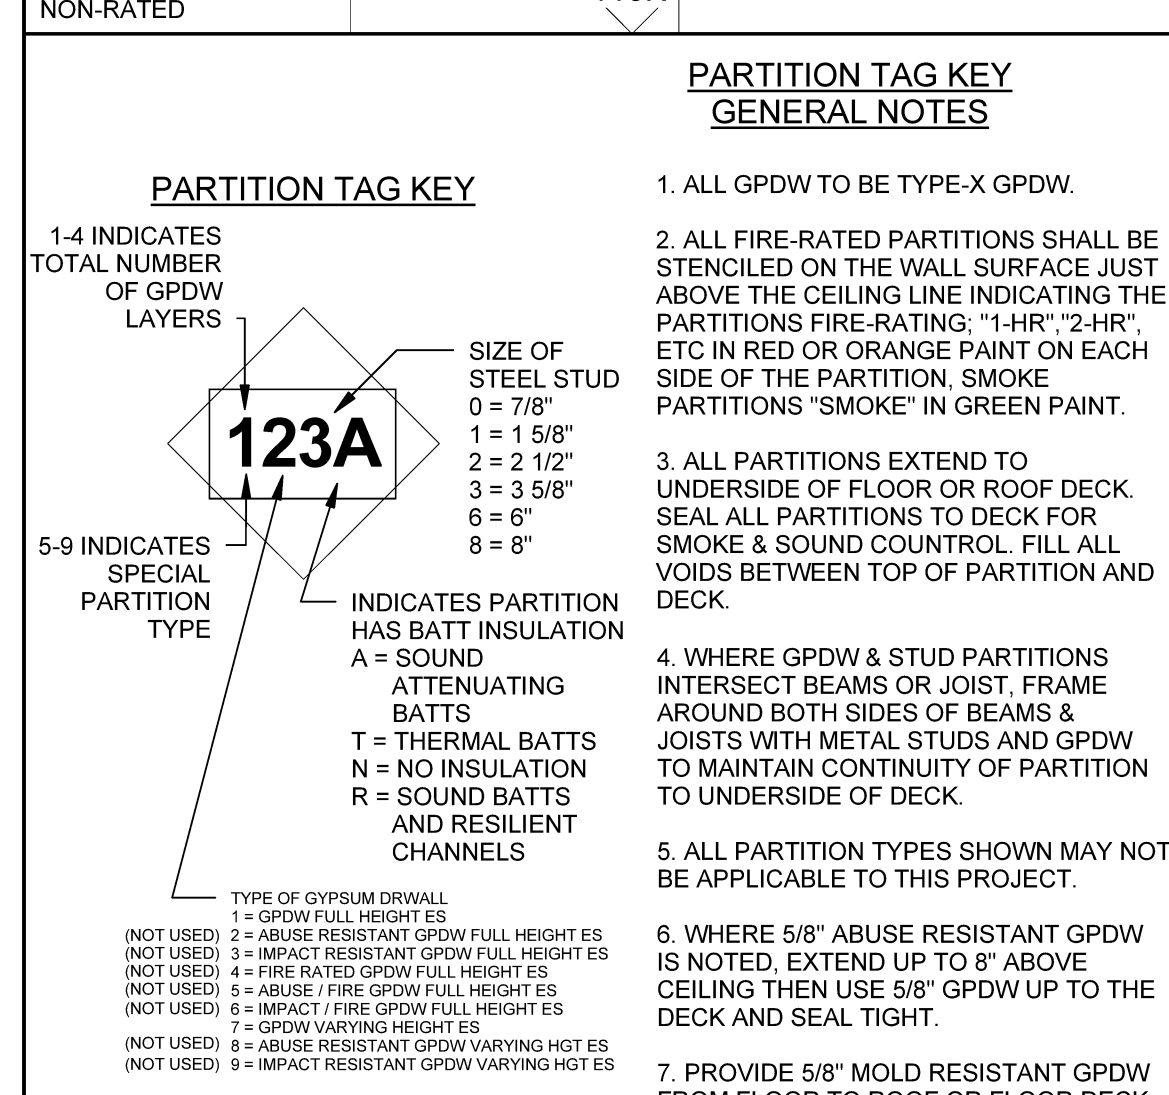 NON-RATED
PARTITION TAG KEY
1-4 INDICATES
TOTAL NUMBER
OF GPDW
LAYERS
123A
SIZE OF
STEEL STUD
0 = 7/8"
1 = 1 5/8"
2 = 2 1/2"
3 = 3 5/8"
6 = 6"
8 = 8"
5-9 INDICATES
SPECIAL
PARTITION
TYPE
INDICATES PARTITION
HAS BATT INSULATION
A = SOUND
ATTENUATING
BATTS
T = THERMAL BATTS
N = NO INSULATION
R = SOUND BATTS
AND RESILIENT
CHANNELS
TYPE OF GYPSUM DRWALL
1 = GPDW FULL HEIGHT ES
(NOT USED) 2 = ABUSE RESISTANT GPDW FULL HEIGHT ES
(NOT USED) 3 = IMPACT RESISTANT GPDW FULL HEIGHT ES
(NOT USED) 4 = FIRE RATED GPDW FULL HEIGHT ES
(NOT USED) 5 = ABUSE / FIRE GPDW FULL HEIGHT ES
(NOT USED) 6 = IMPACT / FIRE GPDW FULL HEIGHT ES
7 = GPDW VARYING HEIGHT ES
(NOT USED) 8 = ABUSE RESISTANT GPDW VARYING HGT ES
(NOT USED) 9 = IMPACT RESISTANT GPDW VARYING HGT ES
PARTITION TAG KEY
GENERAL NOTES
1. ALL GPDW TO BE TYPE-X GPDW.
2. ALL FIRE-RATED PARTITIONS SHALL BE
STENCILED ON THE WALL SURFACE JUST
ABOVE THE CEILING LINE INDICATING THE
PARTITIONS FIRE-RATING; "1-HR","2-HR",
ETC IN RED OR ORANGE PAINT ON EACH
SIDE OF THE PARTITION, SMOKE
PARTITIONS "SMOKE" IN GREEN PAINT.
3. ALL PARTITIONS EXTEND TO
UNDERSIDE OF FLOOR OR ROOF DECK.
SEAL ALL PARTITIONS TO DECK FOR
SMOKE & SOUND COUNTROL. FILL ALL
VOIDS BETWEEN TOP OF PARTITION AND
DECK.
4. WHERE GPDW & STUD PARTITIONS
INTERSECT BEAMS OR JOIST, FRAME
AROUND BOTH SIDES OF BEAMS &
JOISTS WITH METAL STUDS AND GPDW
TO MAINTAIN CONTINUITY OF PARTITION
TO UNDERSIDE OF DECK.
5. ALL PARTITION TYPES SHOWN MAY NOT
BE APPLICABLE TO THIS PROJECT.
6. WHERE 5/8" ABUSE RESISTANT GPDW
IS NOTED, EXTEND UP TO 8" ABOVE
CEILING THEN USE 5/8" GPDW UP TO THE
DECK AND SEAL TIGHT.
7. PROVIDE 5/8" MOLD RESISTANT GPDW
FROM FLOOR TO ROOF OR FLOOR DECK